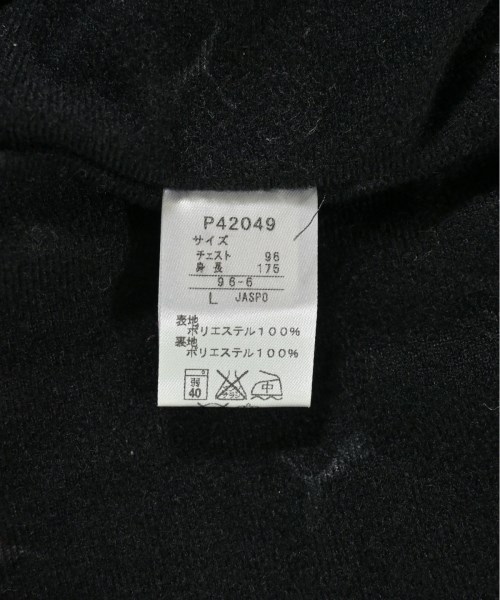 P42049
サイズ
チェスト 96
身長 175
96-6
L JASPO
表地
ポリエステル100%
裏地
ポリエステル100%
弱
40
中